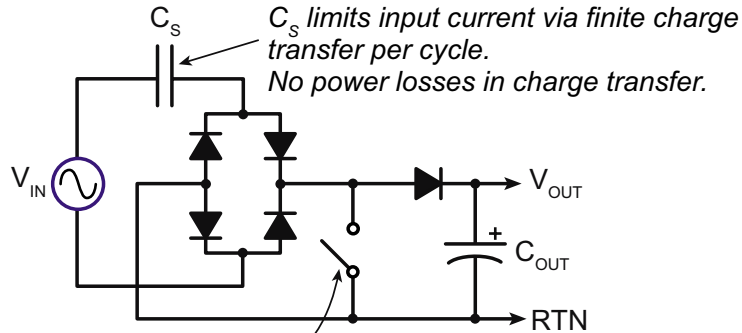 C_S
C_S limits input current via finite charge
transfer per cycle.
No power losses in charge transfer.
V_IN
V_OUT
+
C_OUT
RTN